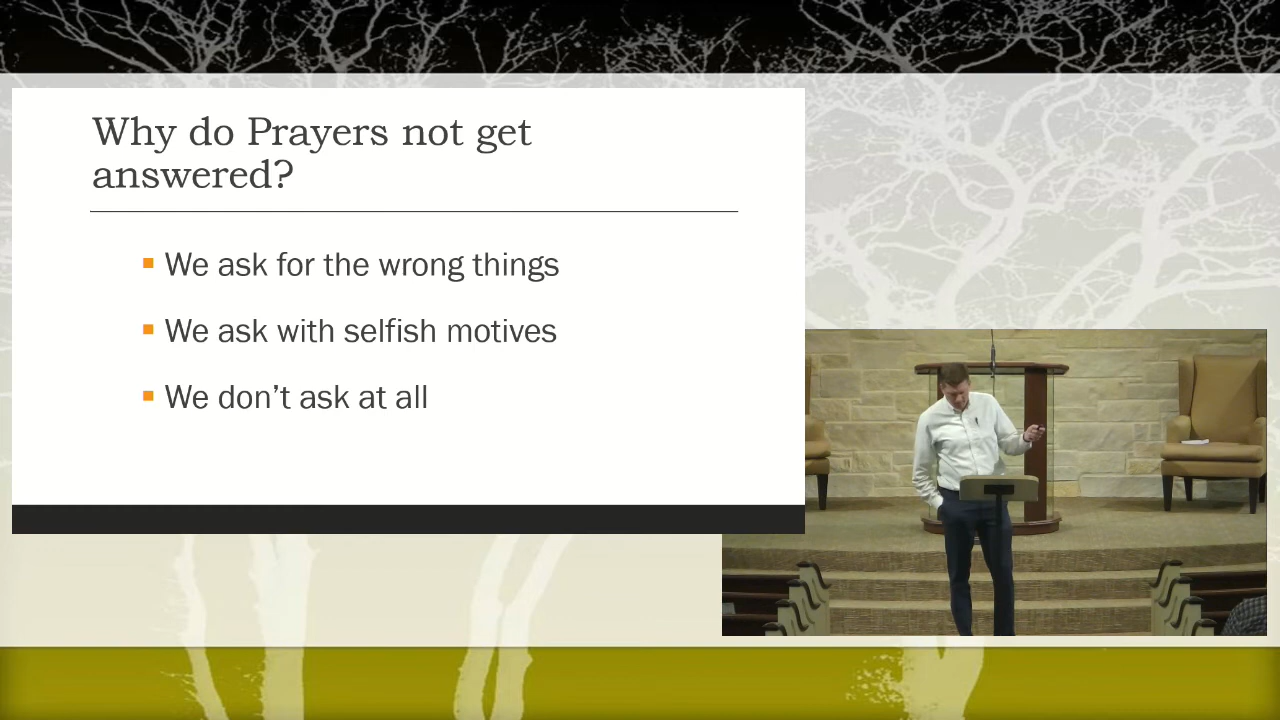 Why do Prayers not get
answered?
We ask for the wrong things
We ask with selfish motives
We don’t ask at all